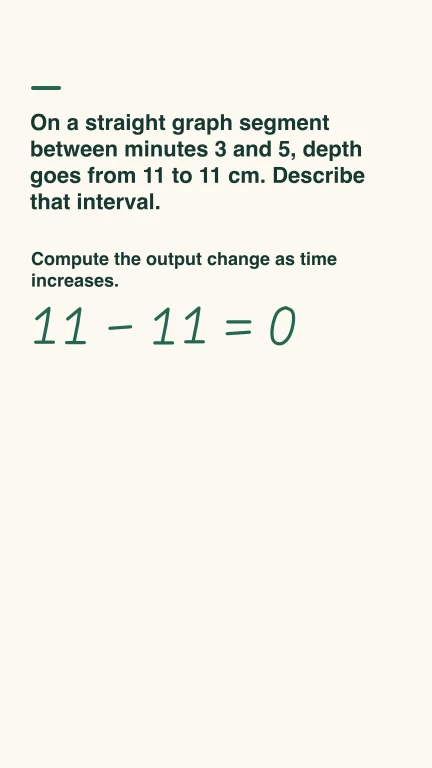 On a straight graph segment
between minutes 3 and 5, depth
goes from 11 to 11 cm. Describe
that interval.
Compute the output change as time
increases.
11 − 11 = 0